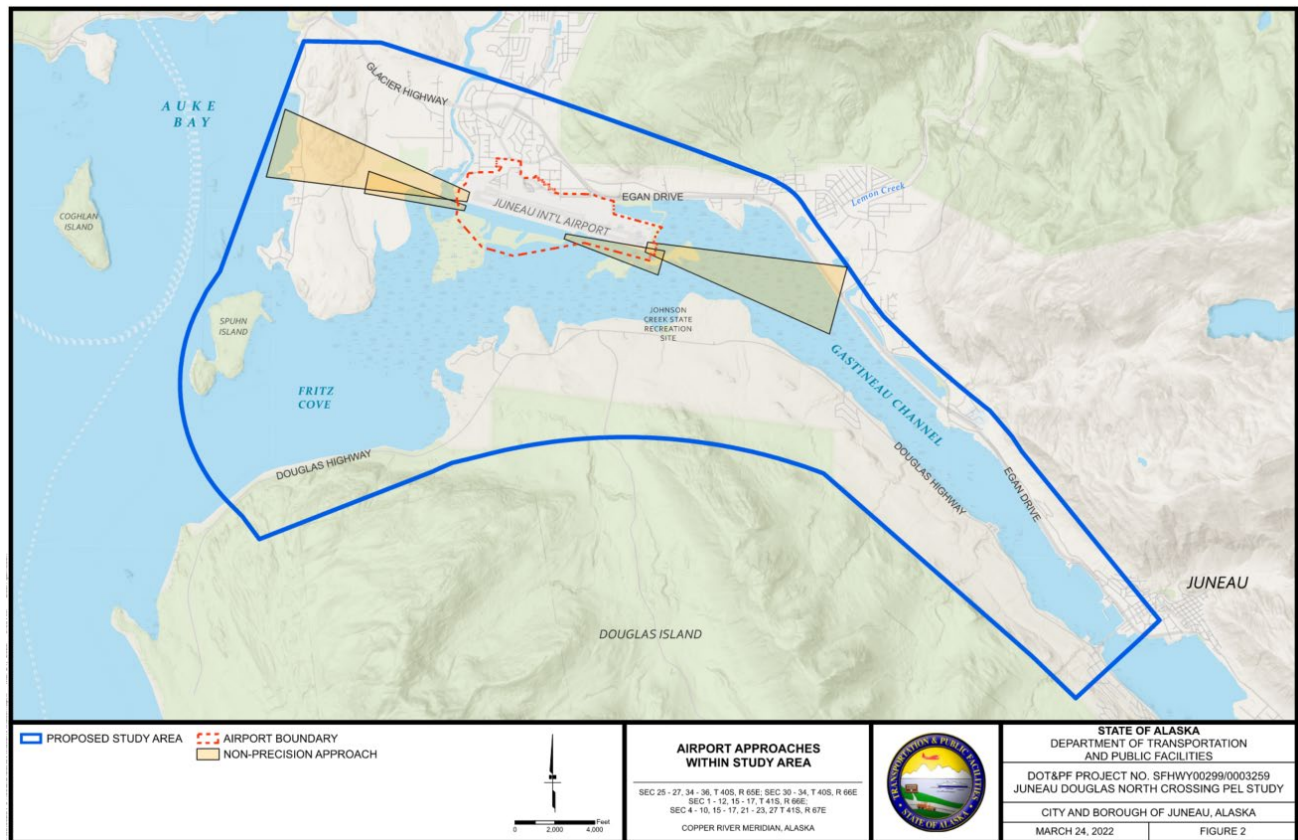 AUKE
BAY
GLACIER HIGHWAY
COGHLAN
ISLAND
Lemon Creek
EGAN DRIVE
JUNEAU INT'L AIRPORT
SPUHN
ISLAND
JOHNSON
CREEK STATE
RECREATION
SITE
FRITZ
COVE
GASTINEAU CHANNEL
DOUGLAS HIGHWAY
DOUGLAS HIGHWAY
EGAN DRIVE
JUNEAU
DOUGLAS ISLAND
PROPOSED STUDY AREA
AIRPORT BOUNDARY
NON-PRECISION APPROACH
Feet
0 2,000 4,000
AIRPORT APPROACHES
WITHIN STUDY AREA
SEC 25 - 27, 34 - 36, T 40S, R 65E; SEC 30 - 34, T 40S, R 66E
SEC 1 - 12, 15 - 17, T 41S, R 66E;
SEC 4 - 10, 15 - 17, 21 - 23, 27 T 41S, R 67E
COPPER RIVER MERIDIAN, ALASKA
TRANSPORTATION & PUBLIC FACILITIES
STATE OF ALASKA
STATE OF ALASKA
DEPARTMENT OF TRANSPORTATION
AND PUBLIC FACILITIES
DOT&PF PROJECT NO. SFHWY00299/0003259
JUNEAU DOUGLAS NORTH CROSSING PEL STUDY
CITY AND BOROUGH OF JUNEAU, ALASKA
MARCH 24, 2022
FIGURE 2